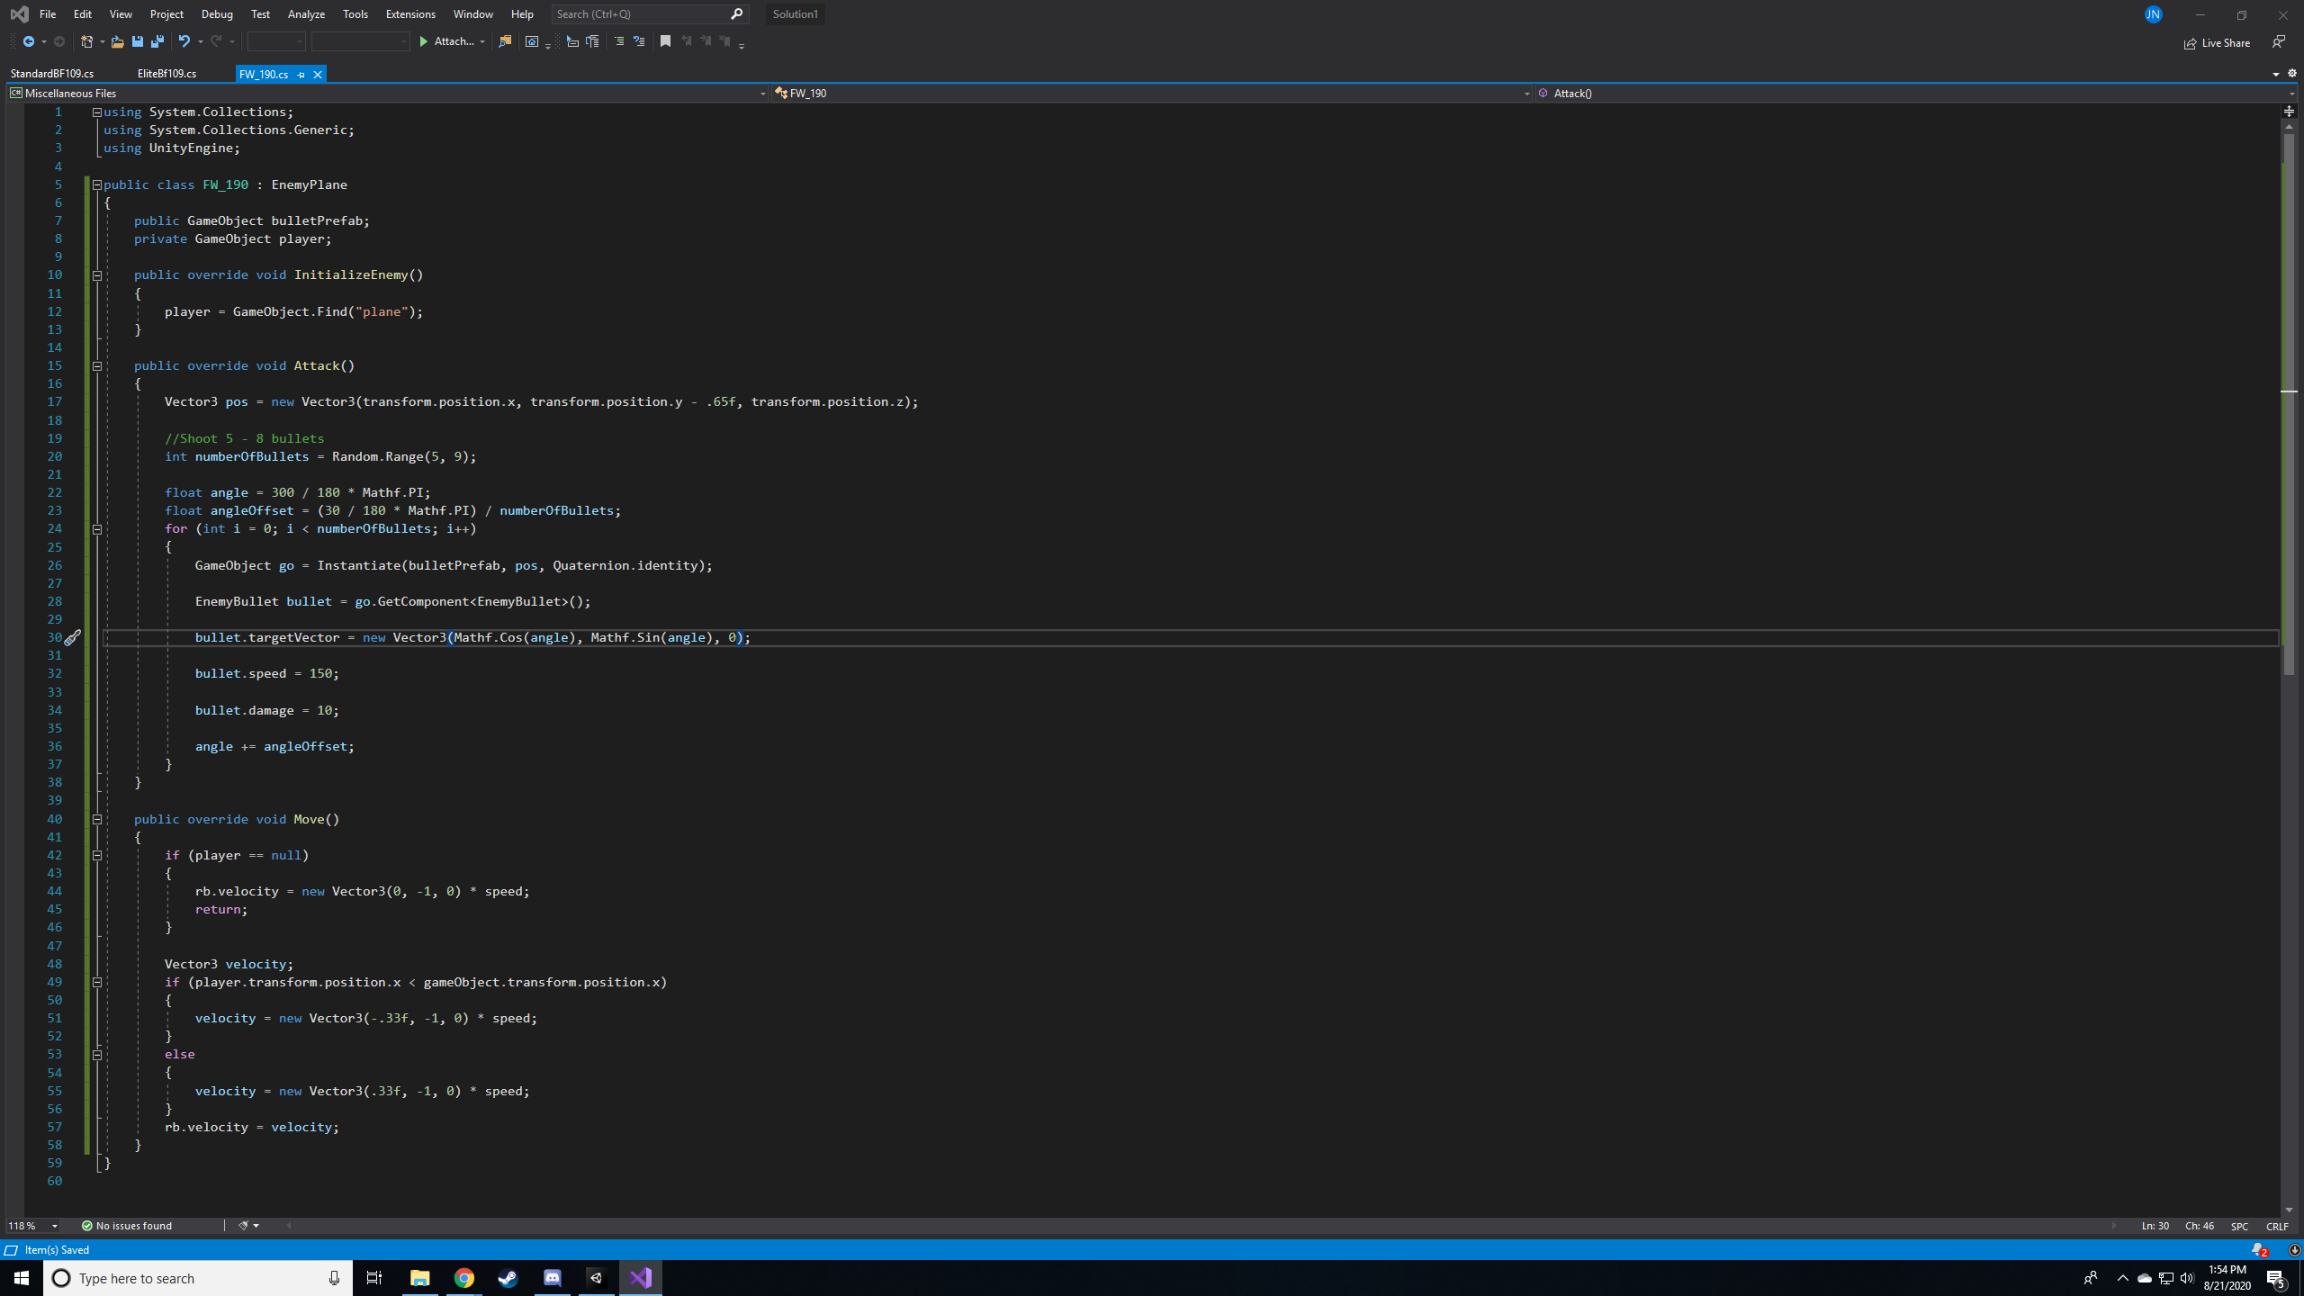 File Edit View Project Debug Test Analyze Tools Extensions Window Help Search (Ctrl+Q) Solution1 JN
Attach... Live Share
StandardBF109.cs EliteBf109.cs FW_190.cs
Miscellaneous Files FW_190 Attack()
1 using System.Collections;
2 using System.Collections.Generic;
3 using UnityEngine;
4
5 public class FW_190 : EnemyPlane
6 {
7 public GameObject bulletPrefab;
8 private GameObject player;
9
10 public override void InitializeEnemy()
11 {
12 player = GameObject.Find("plane");
13 }
14
15 public override void Attack()
16 {
17 Vector3 pos = new Vector3(transform.position.x, transform.position.y - .65f, transform.position.z);
18
19 //Shoot 5 - 8 bullets
20 int numberOfBullets = Random.Range(5, 9);
21
22 float angle = 300 / 180 * Mathf.PI;
23 float angleOffset = (30 / 180 * Mathf.PI) / numberOfBullets;
24 for (int i = 0; i < numberOfBullets; i++)
25 {
26 GameObject go = Instantiate(bulletPrefab, pos, Quaternion.identity);
27
28 EnemyBullet bullet = go.GetComponent<EnemyBullet>();
29
30 bullet.targetVector = new Vector3(Mathf.Cos(angle), Mathf.Sin(angle), 0);
31
32 bullet.speed = 150;
33
34 bullet.damage = 10;
35
36 angle += angleOffset;
37 }
38 }
39
40 public override void Move()
41 {
42 if (player == null)
43 {
44 rb.velocity = new Vector3(0, -1, 0) * speed;
45 return;
46 }
47
48 Vector3 velocity;
49 if (player.transform.position.x < gameObject.transform.position.x)
50 {
51 velocity = new Vector3(-.33f, -1, 0) * speed;
52 }
53 else
54 {
55 velocity = new Vector3(.33f, -1, 0) * speed;
56 }
57 rb.velocity = velocity;
58 }
59 }
60
118 % No issues found Ln: 30 Ch: 46 SPC CRLF
Item(s) Saved 2
Type here to search 1:54 PM
8/21/2020 5